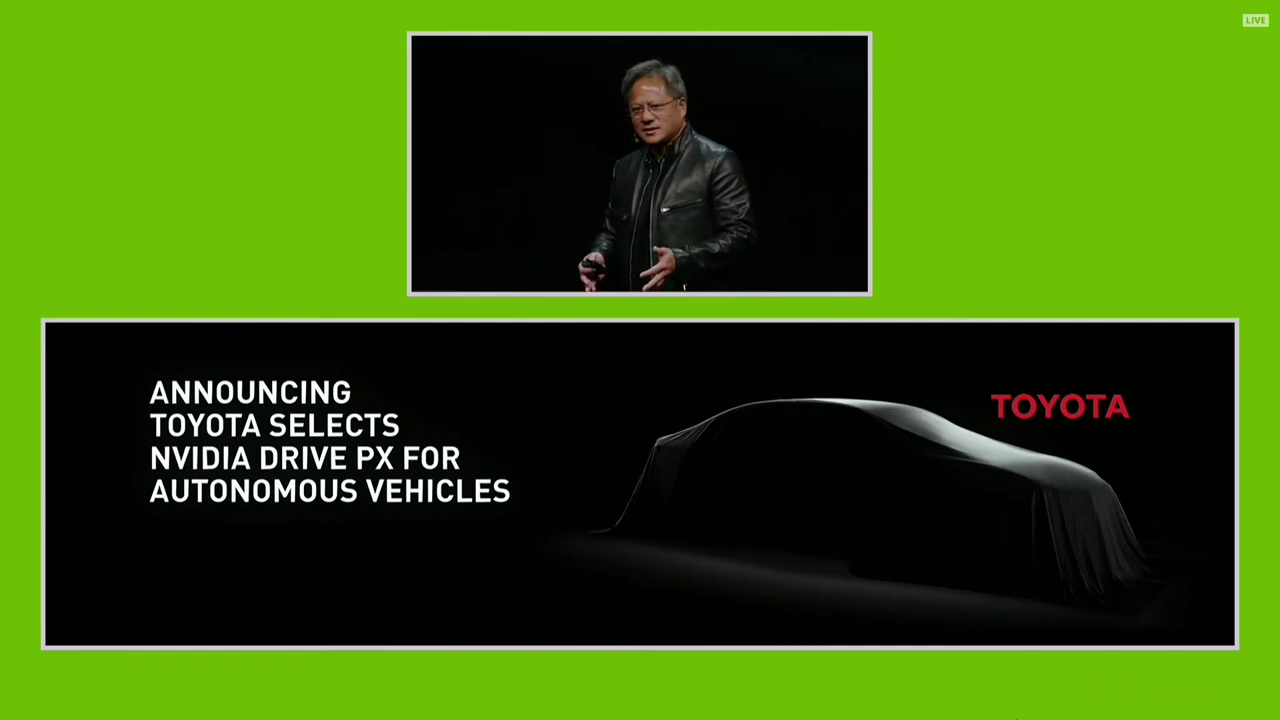 LIVE
ANNOUNCING
TOYOTA SELECTS
NVIDIA DRIVE PX FOR
AUTONOMOUS VEHICLES
TOYOTA